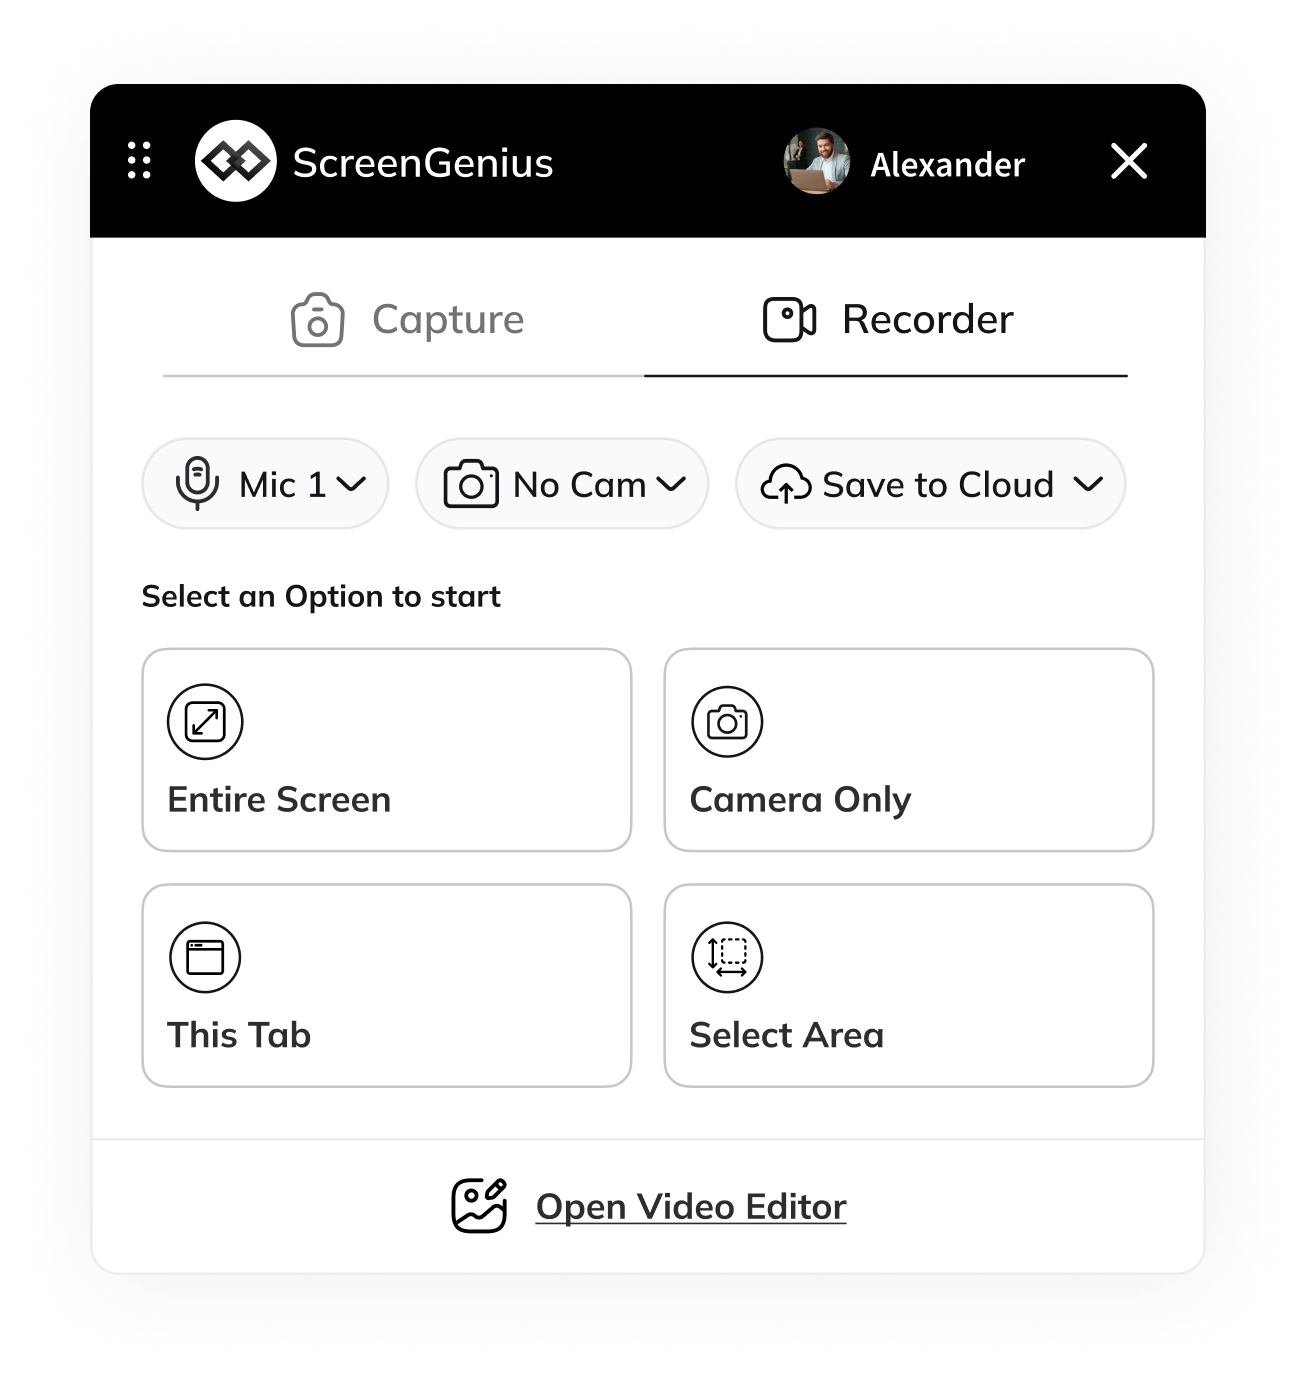 ScreenGenius
Alexander
Capture
Recorder
Mic 1
No Cam
Save to Cloud
Select an Option to start
Entire Screen
Camera Only
This Tab
Select Area
Open Video Editor